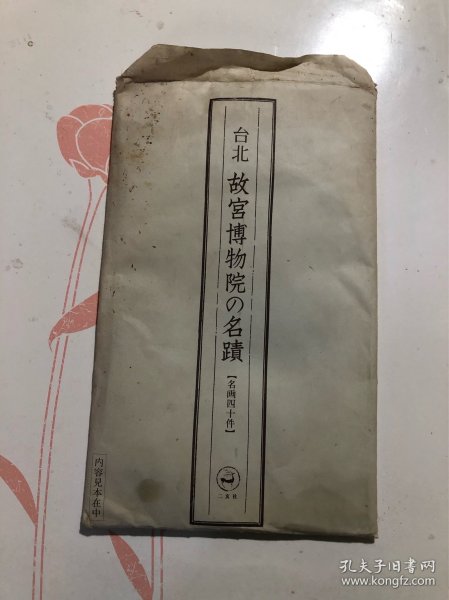 台北
故宮博物院の名蹟
【名画四十件】
二玄社
内容見本在中
孔夫子旧书网
www.kongfz.com